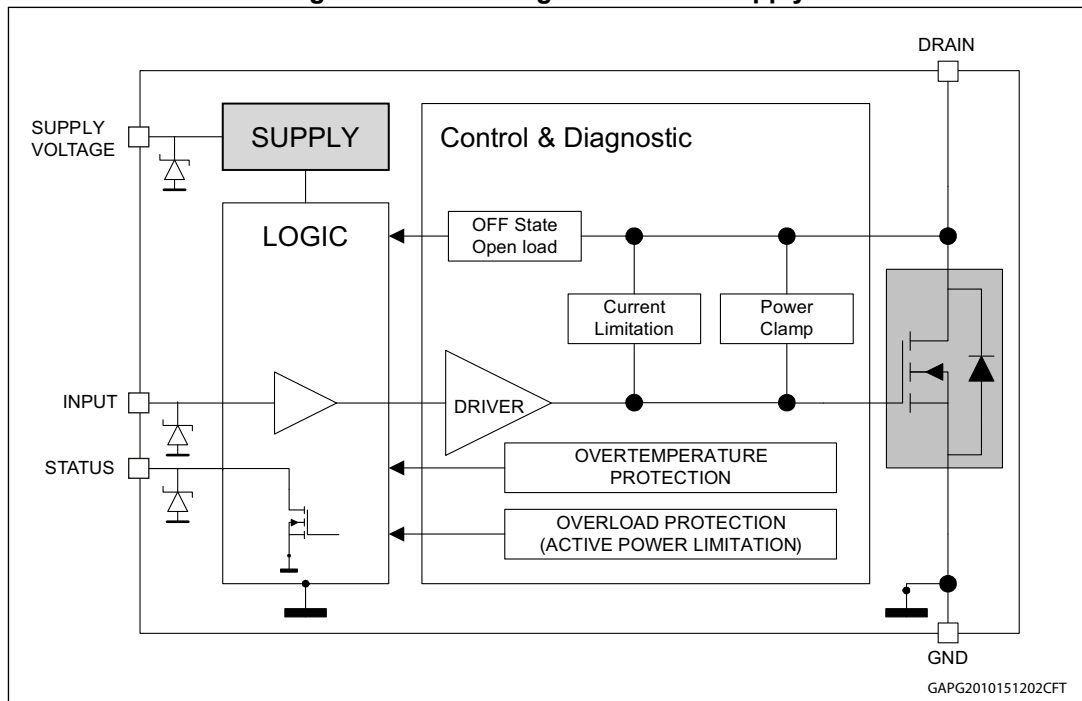 DRAIN
SUPPLY
VOLTAGE
SUPPLY
Control & Diagnostic
LOGIC
OFF State
Open load
Current
Limitation
Power
Clamp
INPUT
DRIVER
STATUS
OVERTEMPERATURE
PROTECTION
OVERLOAD PROTECTION
(ACTIVE POWER LIMITATION)
GND
GAPG2010151202CFT